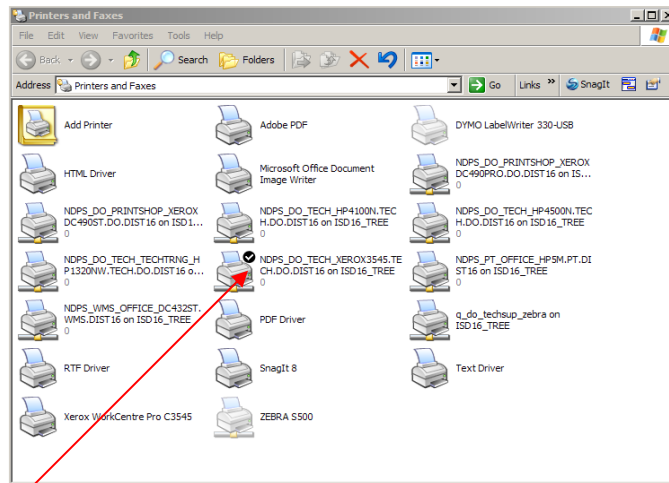 Printers and Faxes
File Edit View Favorites Tools Help
Back Search Folders
Address Printers and Faxes Go Links » SnagIt
Add Printer
Adobe PDF
DYMO LabelWriter 330-USB
HTML Driver
Microsoft Office Document
Image Writer
NDPS_DO_PRINTSHOP_XEROX
DC490PRO.DO.DIST16 on IS...
0
NDPS_DO_PRINTSHOP_XEROX
DC490ST.DO.DIST16 on ISD1...
0
NDPS_DO_TECH_HP4100N.TEC
H.DO.DIST16 on ISD16_TREE
0
NDPS_DO_TECH_HP4500N.TEC
H.DO.DIST16 on ISD16_TREE
0
NDPS_DO_TECH_TECHTRNG_H
P1320NW.TECH.DO.DIST16 o...
0
NDPS_DO_TECH_XEROX3545.TE
CH.DO.DIST16 on ISD16_TREE
0
NDPS_PT_OFFICE_HP5M.PT.DI
ST16 on ISD16_TREE
0
NDPS_WMS_OFFICE_DC432ST.
WMS.DIST16 on ISD16_TREE
0
PDF Driver
q_do_techsup_zebra on
ISD16_TREE
RTF Driver
SnagIt 8
Text Driver
Xerox WorkCentre Pro C3545
ZEBRA S500